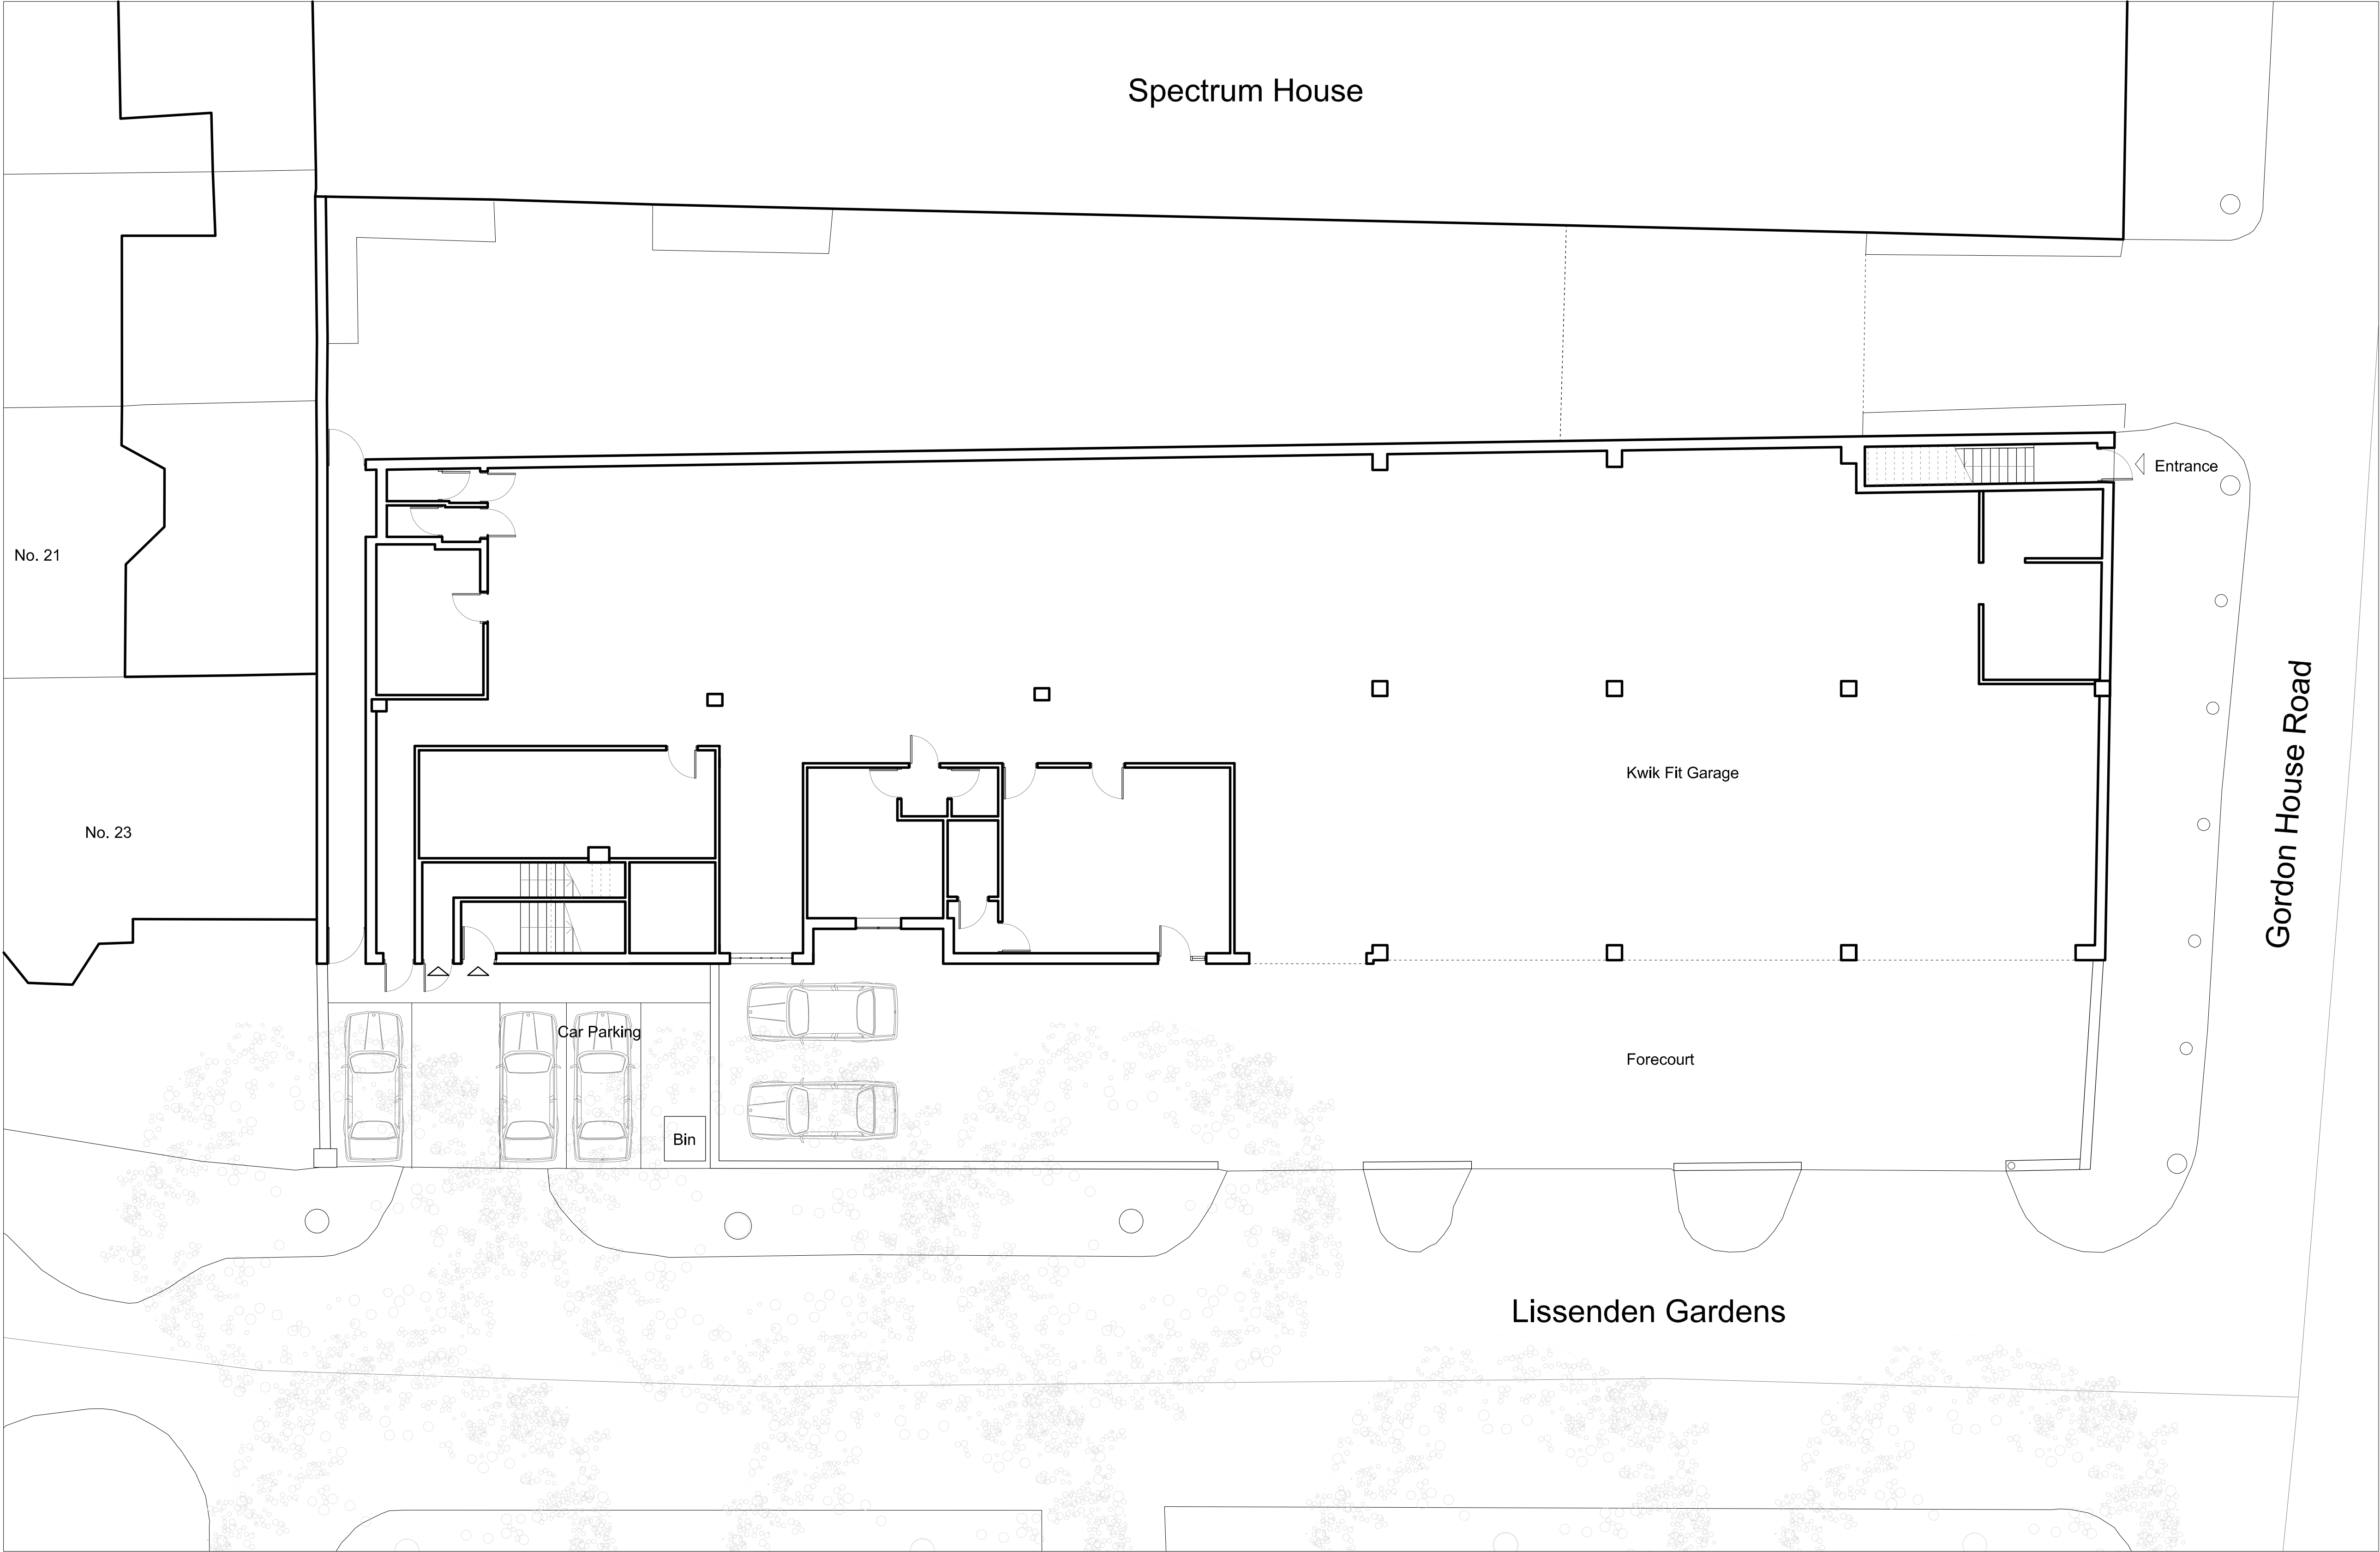 Spectrum House
Entrance
No. 21
Gordon House Road
Kwik Fit Garage
No. 23
Car Parking
Forecourt
Bin
Lissenden Gardens